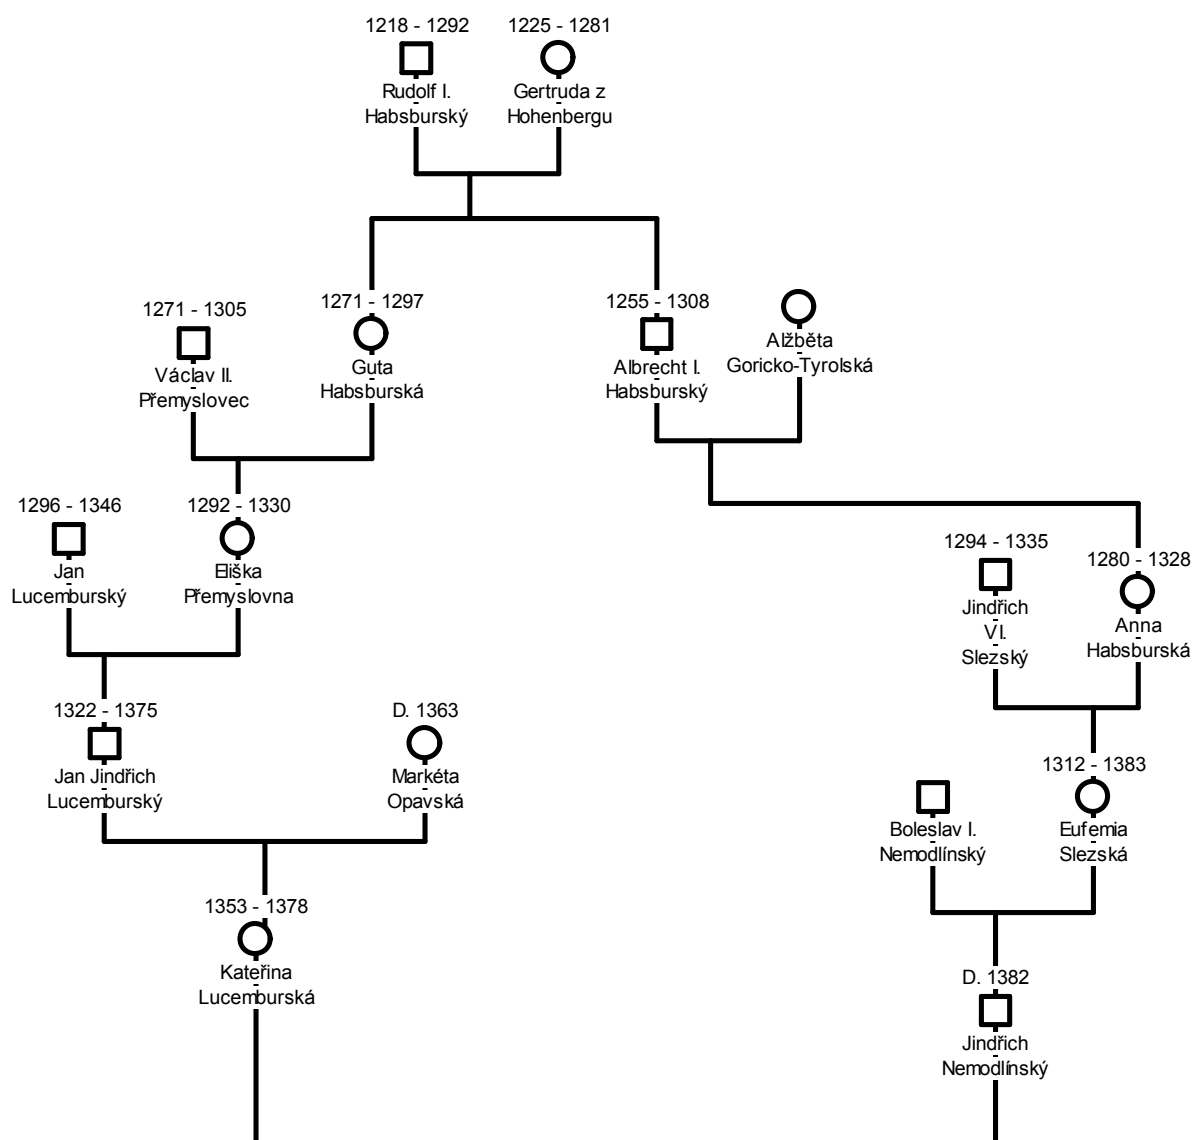 1218 - 1292
1225 - 1281
Rudolf I.
Habsburský
Gertruda z
Hohenbergu
1271 - 1305
1271 - 1297
1255 - 1308
Václav II.
Přemyslovec
Guta
Habsburská
Albrecht I.
Habsburský
Alžběta
Goricko-Tyrolská
1296 - 1346
1292 - 1330
1294 - 1335
1280 - 1328
Jan
Lucemburský
Eliška
Přemyslovna
Jindřich
VI.
Slezský
Anna
Habsburská
1322 - 1375
D. 1363
1312 - 1383
Jan Jindřich
Lucemburský
Markéta
Opavská
Boleslav I.
Nemodlínský
Eufemia
Slezská
1353 - 1378
D. 1382
Kateřina
Lucemburská
Jindřich
Nemodlínský